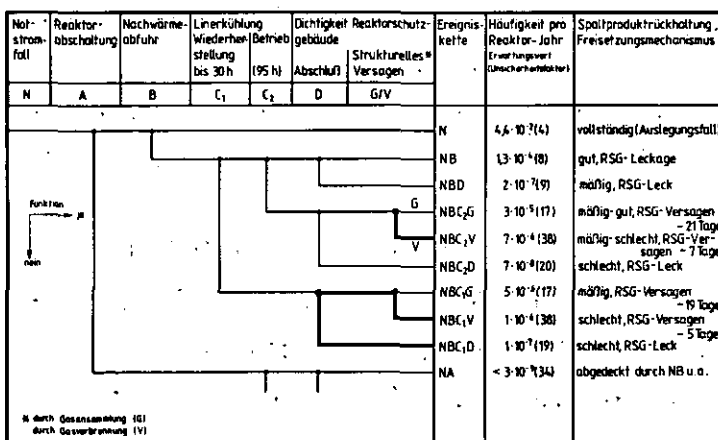 Not- Reaktor- Nachwärme- Linerkühlung Dichtigkeit Reaktorschutz- Ereignis- Häufigkeit pro Spaltproduktrückhaltung,
strom- abschaltung abfuhr Wiederher- Betrieb gebäude kette Reaktor-Jahr Freisetzungsmechanismus
fall stellung Strukturelles* Erwartungswert
bis 30 h (95 h) Abschluß Versagen (Unsicherheitsfaktor)
N A B C₁ C₂ D G/V
N 4,6·10⁻²(4) vollständig (Auslegungsfall)
NB 1,3·10⁻⁴(8) gut, RSG-Leckage
NBD 2·10⁻⁷(9) mäßig, RSG-Leck
Funktion
ja
nein
G NBC₂G 3·10⁻⁵(17) mäßig-gut, RSG-Versagen
~21 Tage
V NBC₂V 7·10⁻⁶(38) mäßig-schlecht, RSG-Ver-
sagen ~7 Tage
NBC₂D 7·10⁻⁸(20) schlecht, RSG-Leck
NBC₁G 5·10⁻⁶(17) mäßig, RSG-Versagen
~19 Tage
NBC₁V 1·10⁻⁶(38) schlecht, RSG-Versagen
~5 Tage
NBC₁D 1·10⁻⁷(19) schlecht, RSG-Leck
NA < 3·10⁻⁹(34) abgedeckt durch NB u.a.
* durch Gasansammlung (G)
durch Gasverbrennung (V)